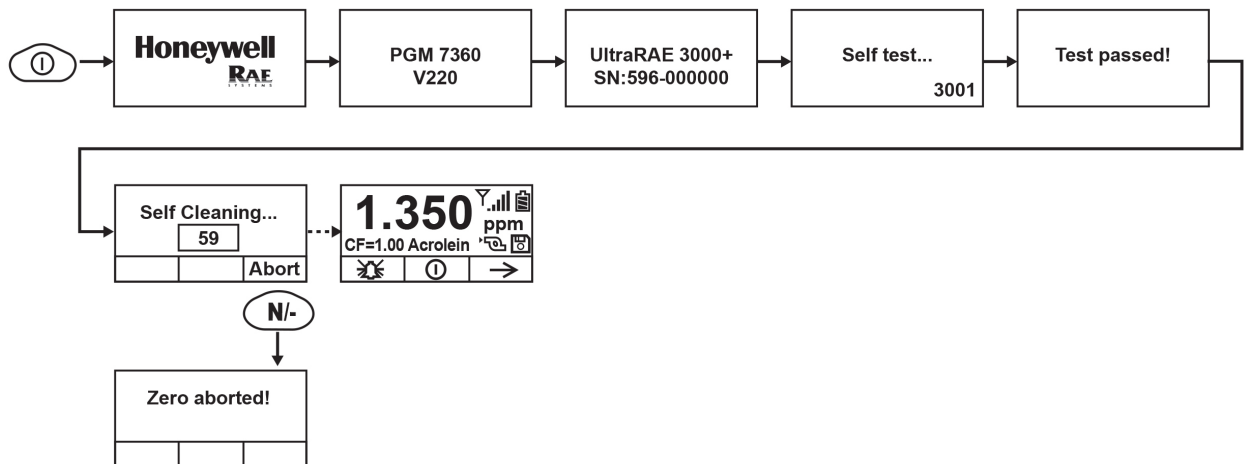 Honeywell
RAE
SYSTEMS
PGM 7360
V220
UltraRAE 3000+
SN:596-000000
Self test...
3001
Test passed!
Self Cleaning...
59
Abort
1.350
ppm
CF=1.00 Acrolein
N/-
Zero aborted!